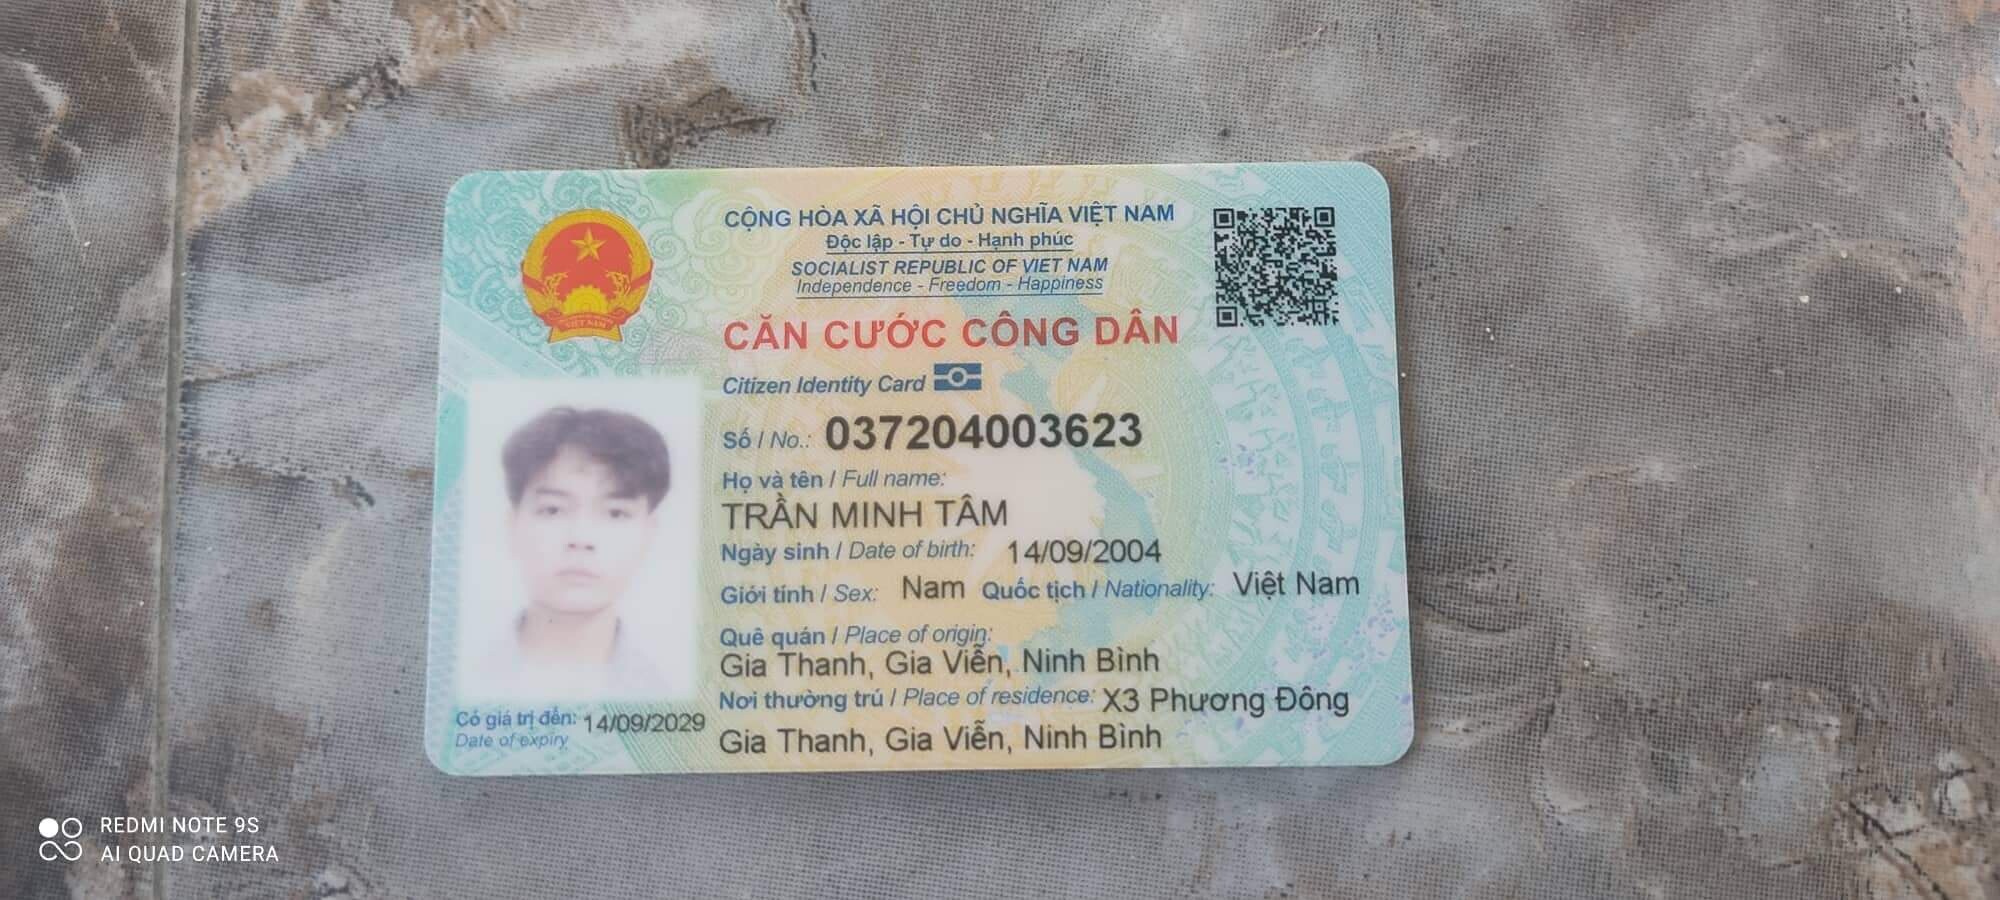 CỘNG HÒA XÃ HỘI CHỦ NGHĨA VIỆT NAM
Độc lập - Tự do - Hạnh phúc
SOCIALIST REPUBLIC OF VIET NAM
Independence - Freedom - Happiness
CĂN CƯỚC CÔNG DÂN
Citizen Identity Card
Số / No.: 037204003623
Họ và tên / Full name:
TRẦN MINH TÂM
Ngày sinh / Date of birth: 14/09/2004
Giới tính / Sex: Nam Quốc tịch / Nationality: Việt Nam
Quê quán / Place of origin:
Gia Thanh, Gia Viễn, Ninh Bình
Nơi thường trú / Place of residence: X3 Phương Đông
Gia Thanh, Gia Viễn, Ninh Bình
Có giá trị đến: 14/09/2029
Date of expiry
VIỆT NAM
REDMI NOTE 9S
AI QUAD CAMERA